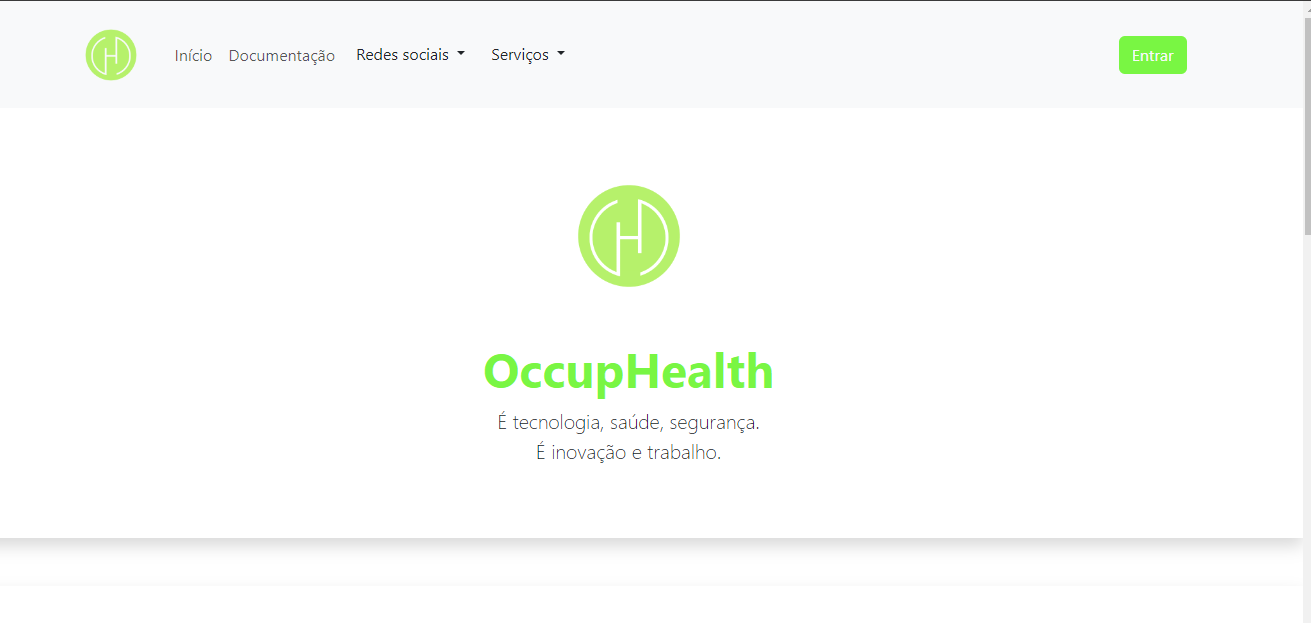 Início Documentação Redes sociais Serviços Entrar
OccupHealth
É tecnologia, saúde, segurança.
É inovação e trabalho.